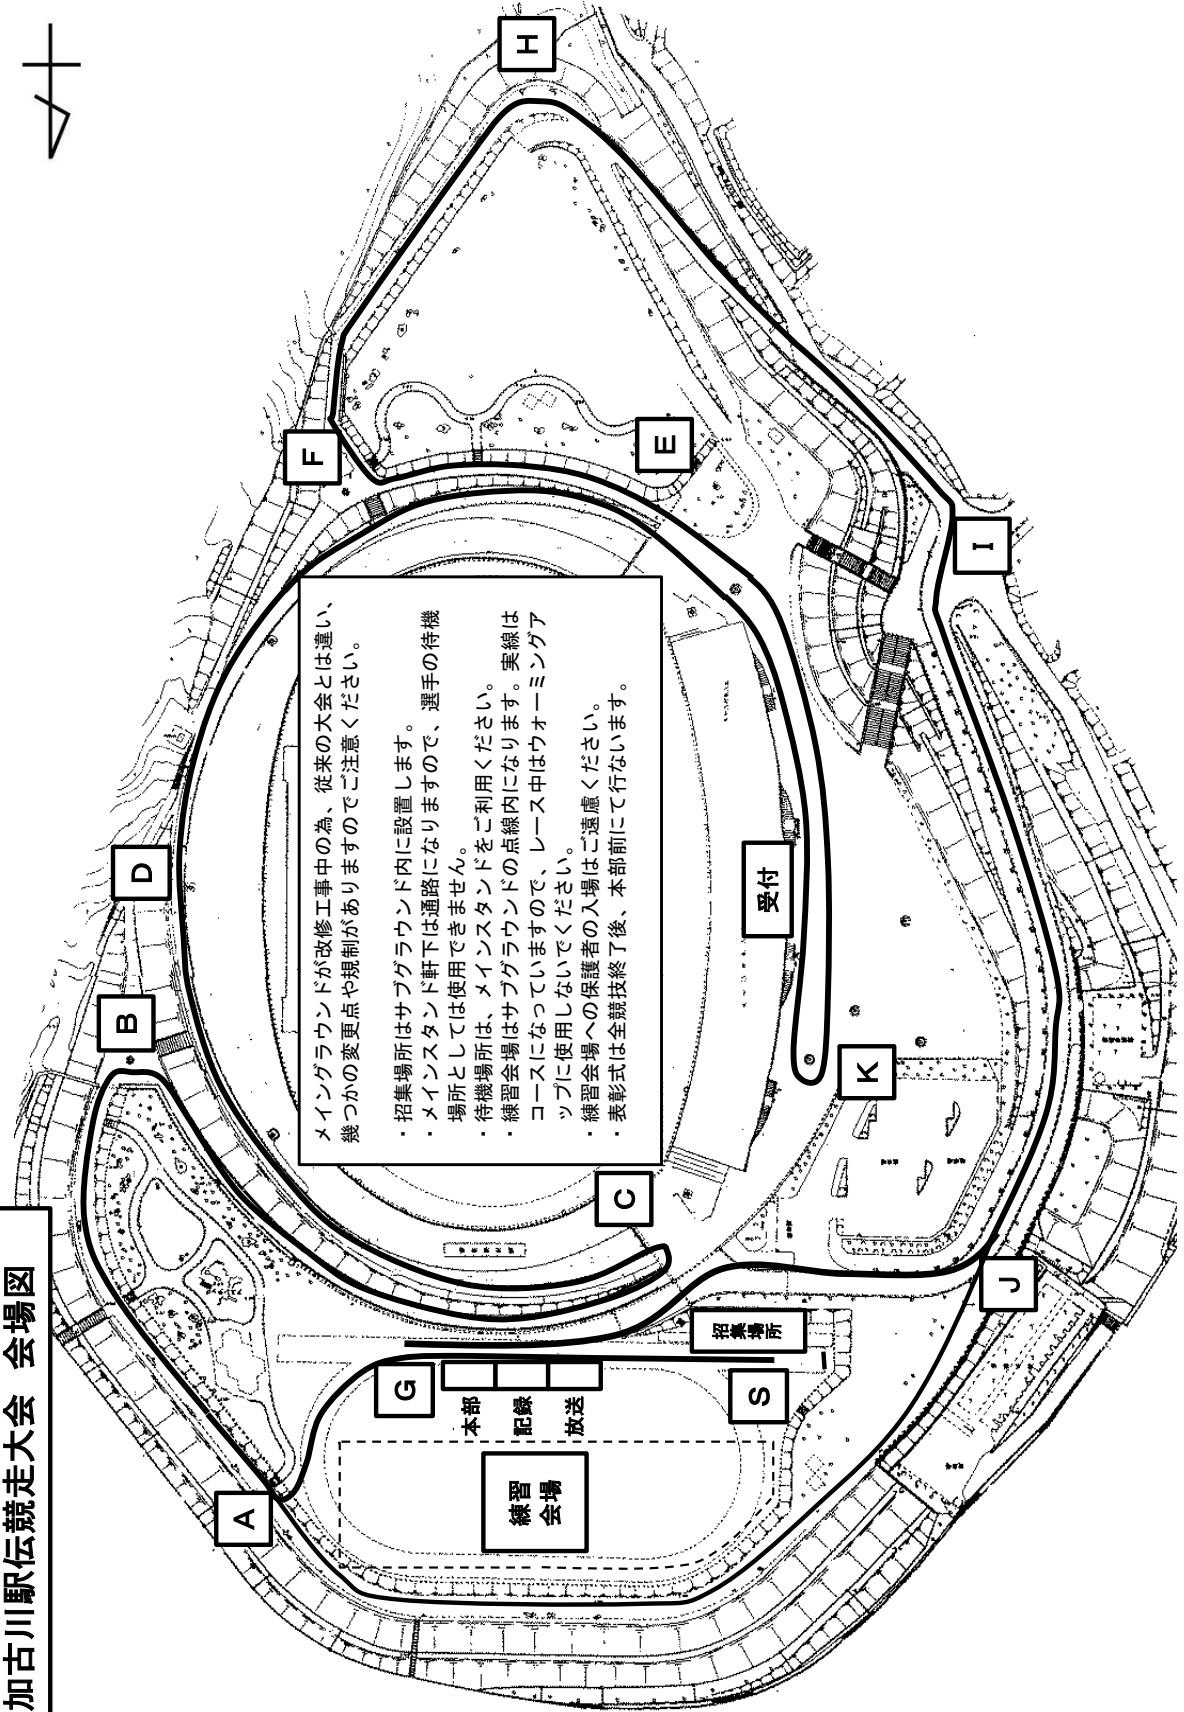 加古川駅伝競走大会 会場図
メイングラウンドが改修工事中の為、従来の大会とは違い、
幾つかの変更点や規制がありますのでご注意ください。
・招集場所はサブグラウンド内に設置します。
・メインスタンド軒下は通路になりますので、選手の待機
場所としては使用できません。
・待機場所は、メインスタンドをご利用ください。
・練習会場はサブグラウンドの点線内になります。実線は
コースになっていますので、レース中はウォーミングア
ップに使用しないでください。
・練習会場への保護者の入場はご遠慮ください。
・表彰式は全競技終了後、本部前にて行ないます。
A
B
C
D
E
F
G
H
I
J
K
S
受付
招集場所
本部
記録
放送
練習
会場